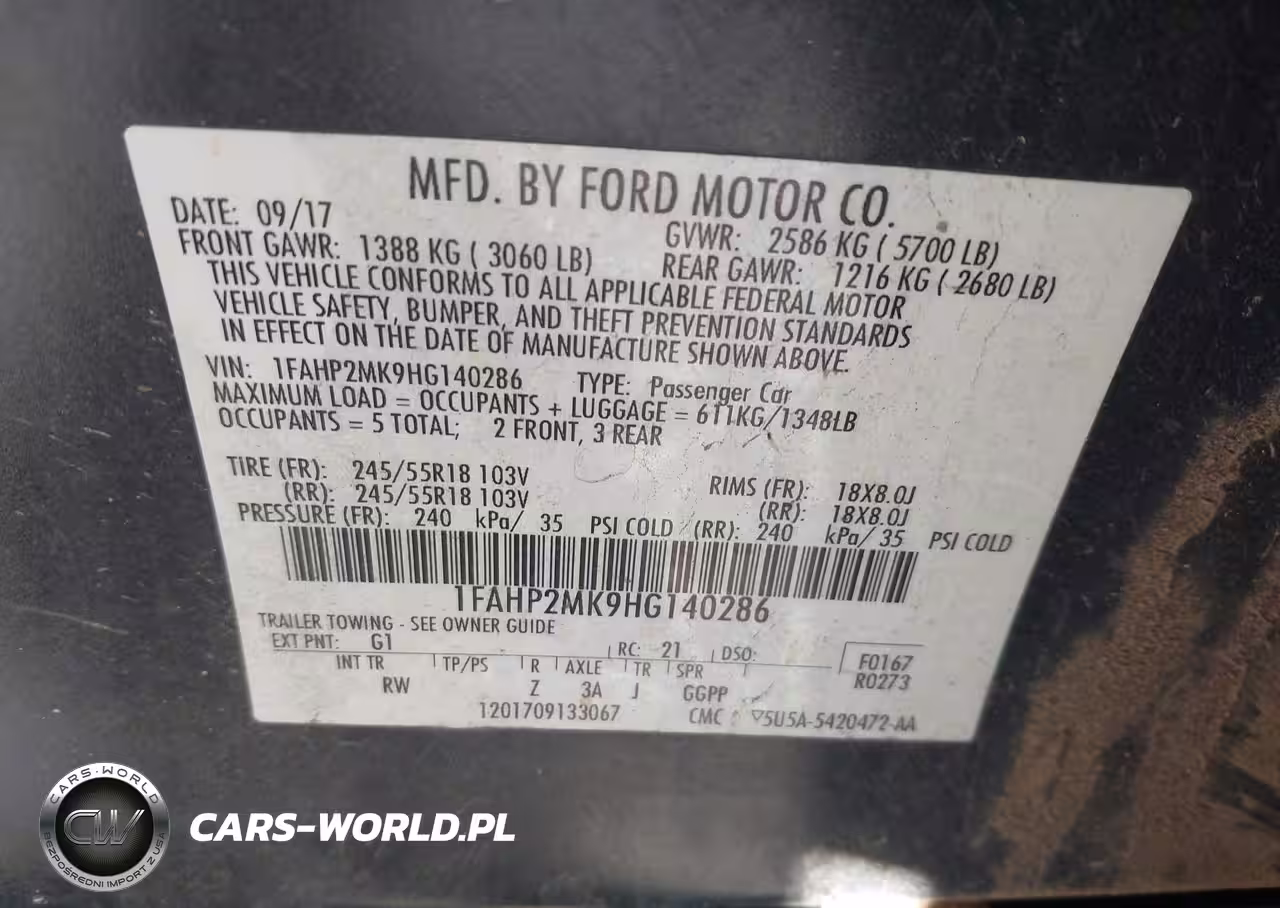 MFD. BY FORD MOTOR CO.
DATE: 09/17 GVWR: 2586 KG ( 5700 LB)
FRONT GAWR: 1388 KG ( 3060 LB) REAR GAWR: 1216 KG ( 2680 LB)
THIS VEHICLE CONFORMS TO ALL APPLICABLE FEDERAL MOTOR
VEHICLE SAFETY, BUMPER, AND THEFT PREVENTION STANDARDS
IN EFFECT ON THE DATE OF MANUFACTURE SHOWN ABOVE.
VIN: 1FAHP2MK9HG140286 TYPE: Passenger Car
MAXIMUM LOAD = OCCUPANTS + LUGGAGE = 611KG/1348LB
OCCUPANTS = 5 TOTAL; 2 FRONT, 3 REAR
TIRE (FR): 245/55R18 103V RIMS (FR): 18X8.0J
(RR): 245/55R18 103V (RR): 18X8.0J
PRESSURE (FR): 240 kPa/ 35 PSI COLD (RR): 240 kPa/ 35 PSI COLD
1FAHP2MK9HG140286
TRAILER TOWING - SEE OWNER GUIDE
EXT PNT: G1 RC: 21 DSO: F0167
INT TR TP/PS R AXLE TR SPR R0273
RW Z 3A J GGPP
1201709133067 CMC 5U5A-5420472-AA
CARS-WORLD
CW
BEZPOŚREDNI IMPORT Z USA
CARS-WORLD.PL